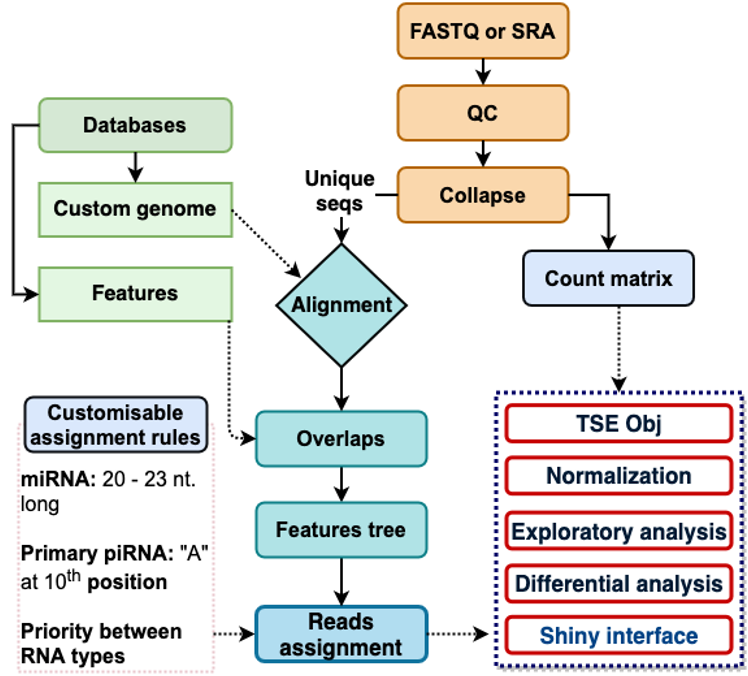 FASTQ or SRA
QC
Collapse
Unique
seqs
Databases
Custom genome
Features
Alignment
Count matrix
Overlaps
Features tree
Reads
assignment
Customisable
assignment rules
miRNA: 20 - 23 nt.
long
Primary piRNA: "A"
at 10th position
Priority between
RNA types
TSE Obj
Normalization
Exploratory analysis
Differential analysis
Shiny interface